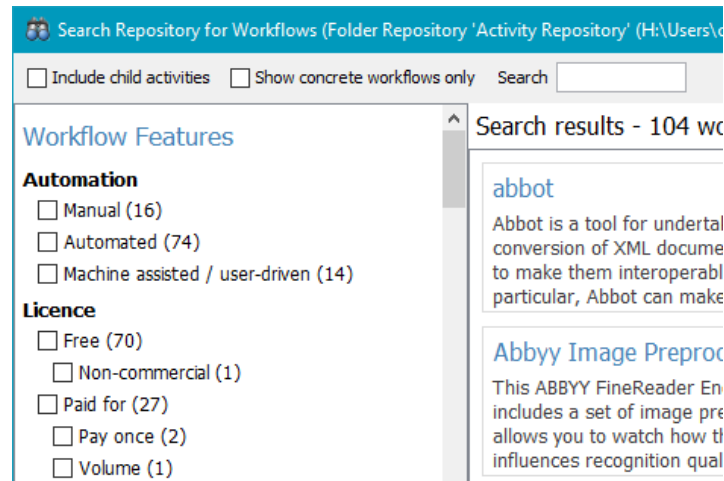 Search Repository for Workflows (Folder Repository 'Activity Repository' (H:\Users\
Include child activities Show concrete workflows only Search
Workflow Features
Automation
Manual (16)
Automated (74)
Machine assisted / user-driven (14)
Licence
Free (70)
Non-commercial (1)
Paid for (27)
Pay once (2)
Volume (1)
Search results - 104
abbot
Abbot is a tool for
conversion of XML
to make them
particular, Abbot can make
Abbyy Image
This ABBYY FineReader
includes a set of image
allows you to watch how
influences recognition